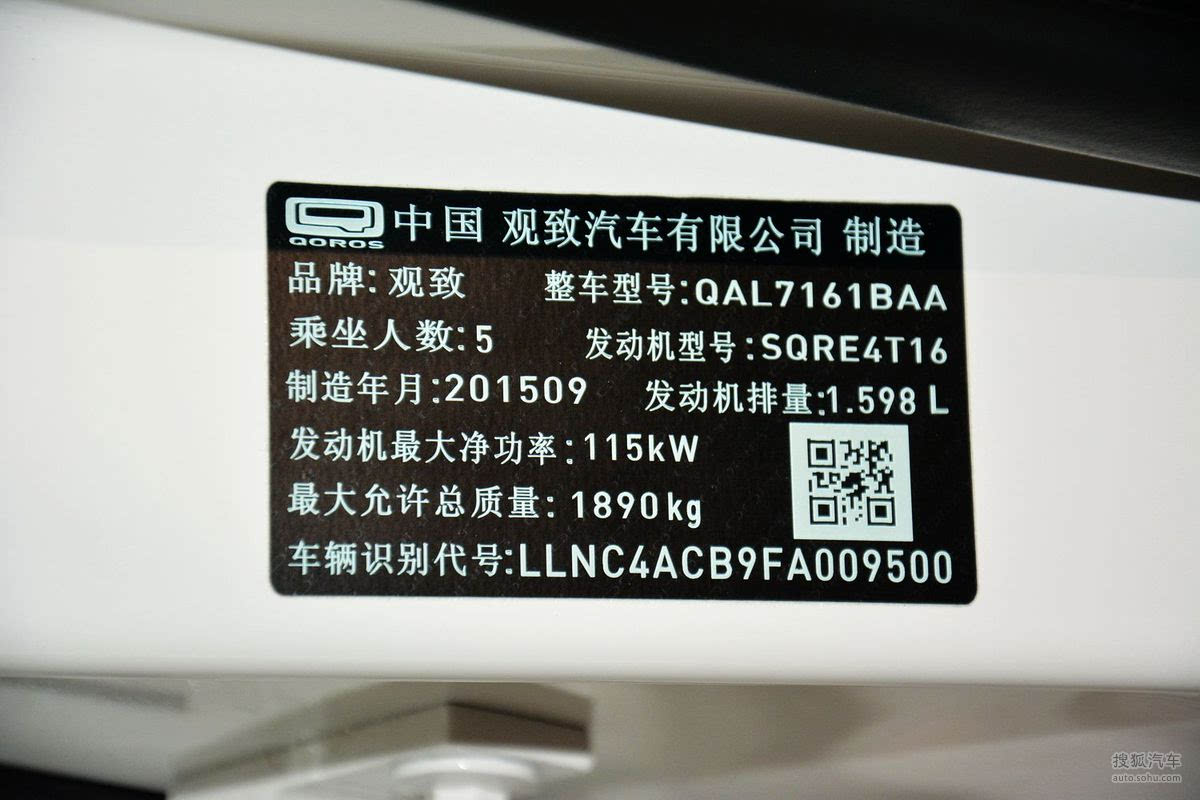 QOROS 中国 观致汽车有限公司 制造
品牌: 观致 整车型号:QAL7161BAA
乘坐人数:5 发动机型号:SQRE4T16
制造年月:201509 发动机排量:1.598 L
发动机最大净功率:115kW
最大允许总质量: 1890kg
车辆识别代号:LLNC4ACB9FA009500
搜狐汽车
auto.sohu.com